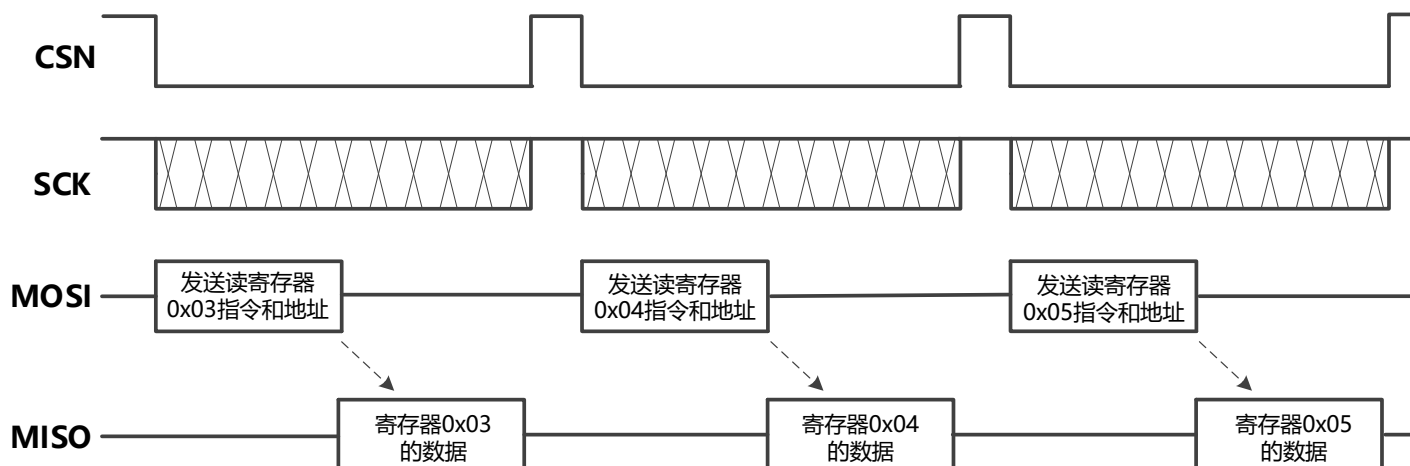 CSN
SCK
MOSI
发送读寄存器
0x03指令和地址
发送读寄存器
0x04指令和地址
发送读寄存器
0x05指令和地址
MISO
寄存器0x03
的数据
寄存器0x04
的数据
寄存器0x05
的数据